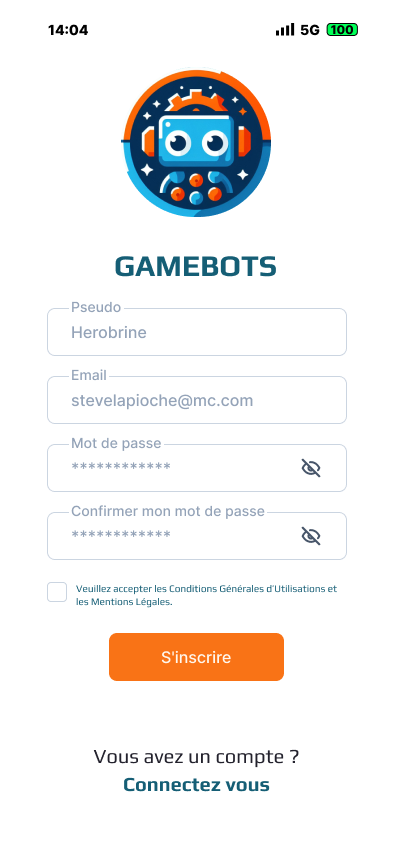 14:04 5G 100
GAMEBOTS
Pseudo
Herobrine
Email
stevelapioche@mc.com
Mot de passe
************
Confirmer mon mot de passe
************
Veuillez accepter les Conditions Générales d'Utilisations et
les Mentions Légales.
S'inscrire
Vous avez un compte ?
Connectez vous